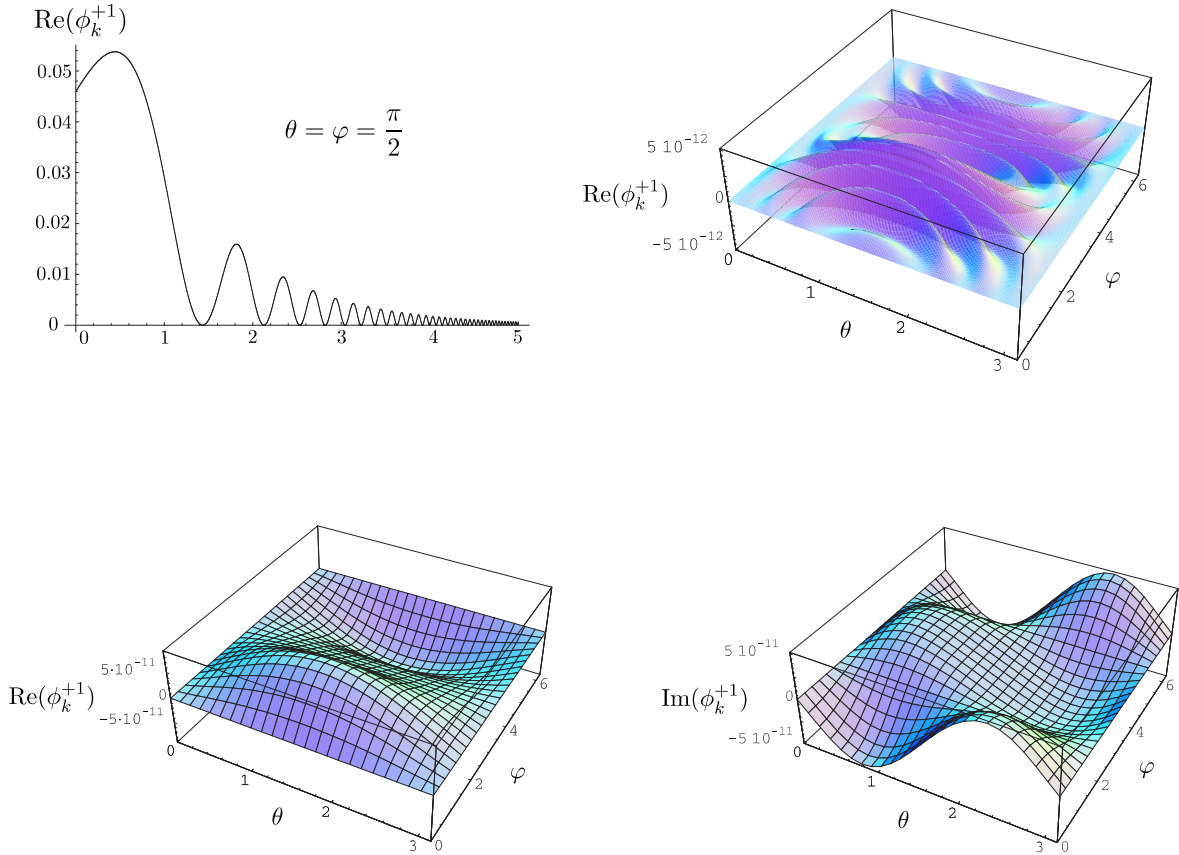 Re(ϕ_k^{+1})
0.05
0.04
0.03
0.02
0.01
0
0 1 2 3 4 5
θ = φ = π/2
5 10^{-12}
0
-5 10^{-12}
Re(ϕ_k^{+1})
0 1 2 3
θ
0 2 4 6
φ
5·10^{-11}
0
-5·10^{-11}
Re(ϕ_k^{+1})
0 1 2 3
θ
0 2 4 6
φ
5 10^{-11}
0
-5 10^{-11}
Im(ϕ_k^{+1})
0 1 2 3
θ
0 2 4 6
φ